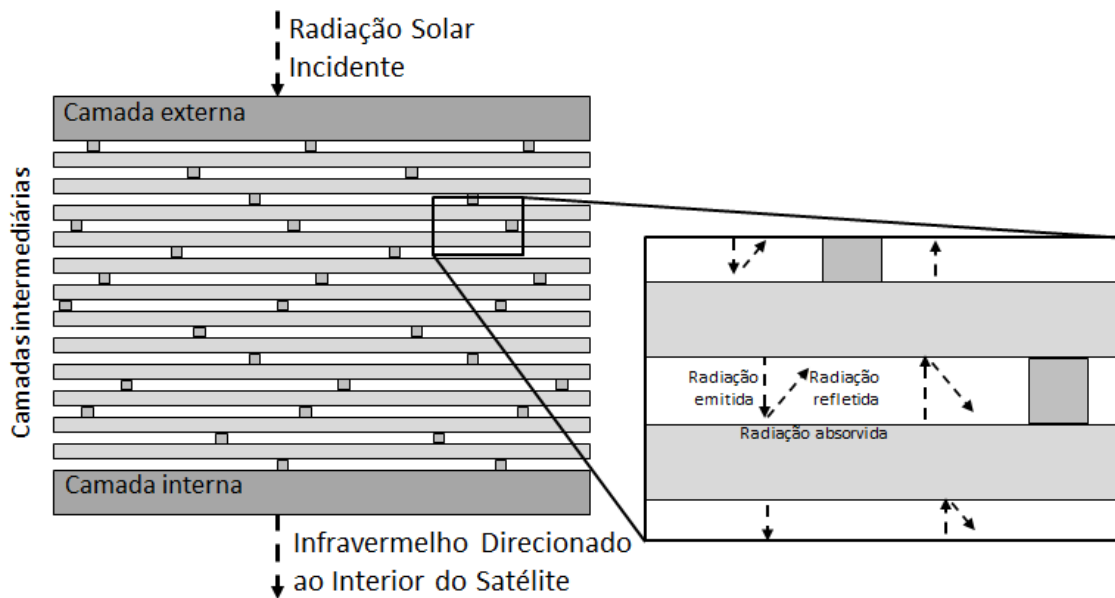 Radiação Solar
Incidente
Camada externa
Camadas intermediárias
Radiação
emitida
Radiação
refletida
Radiação absorvida
Camada interna
Infravermelho Direcionado
ao Interior do Satélite